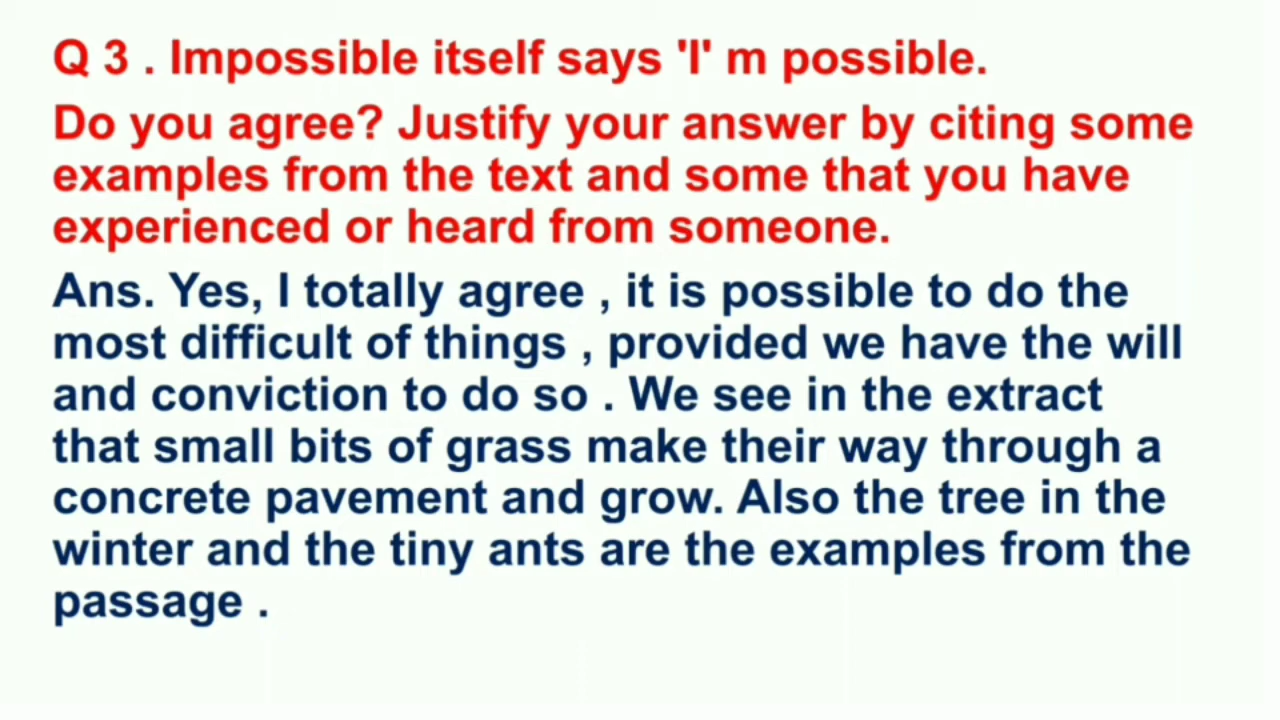 Q 3 . Impossible itself says 'I' m possible.
Do you agree? Justify your answer by citing some
examples from the text and some that you have
experienced or heard from someone.
Ans. Yes, I totally agree , it is possible to do the
most difficult of things , provided we have the will
and conviction to do so . We see in the extract
that small bits of grass make their way through a
concrete pavement and grow. Also the tree in the
winter and the tiny ants are the examples from the
passage .